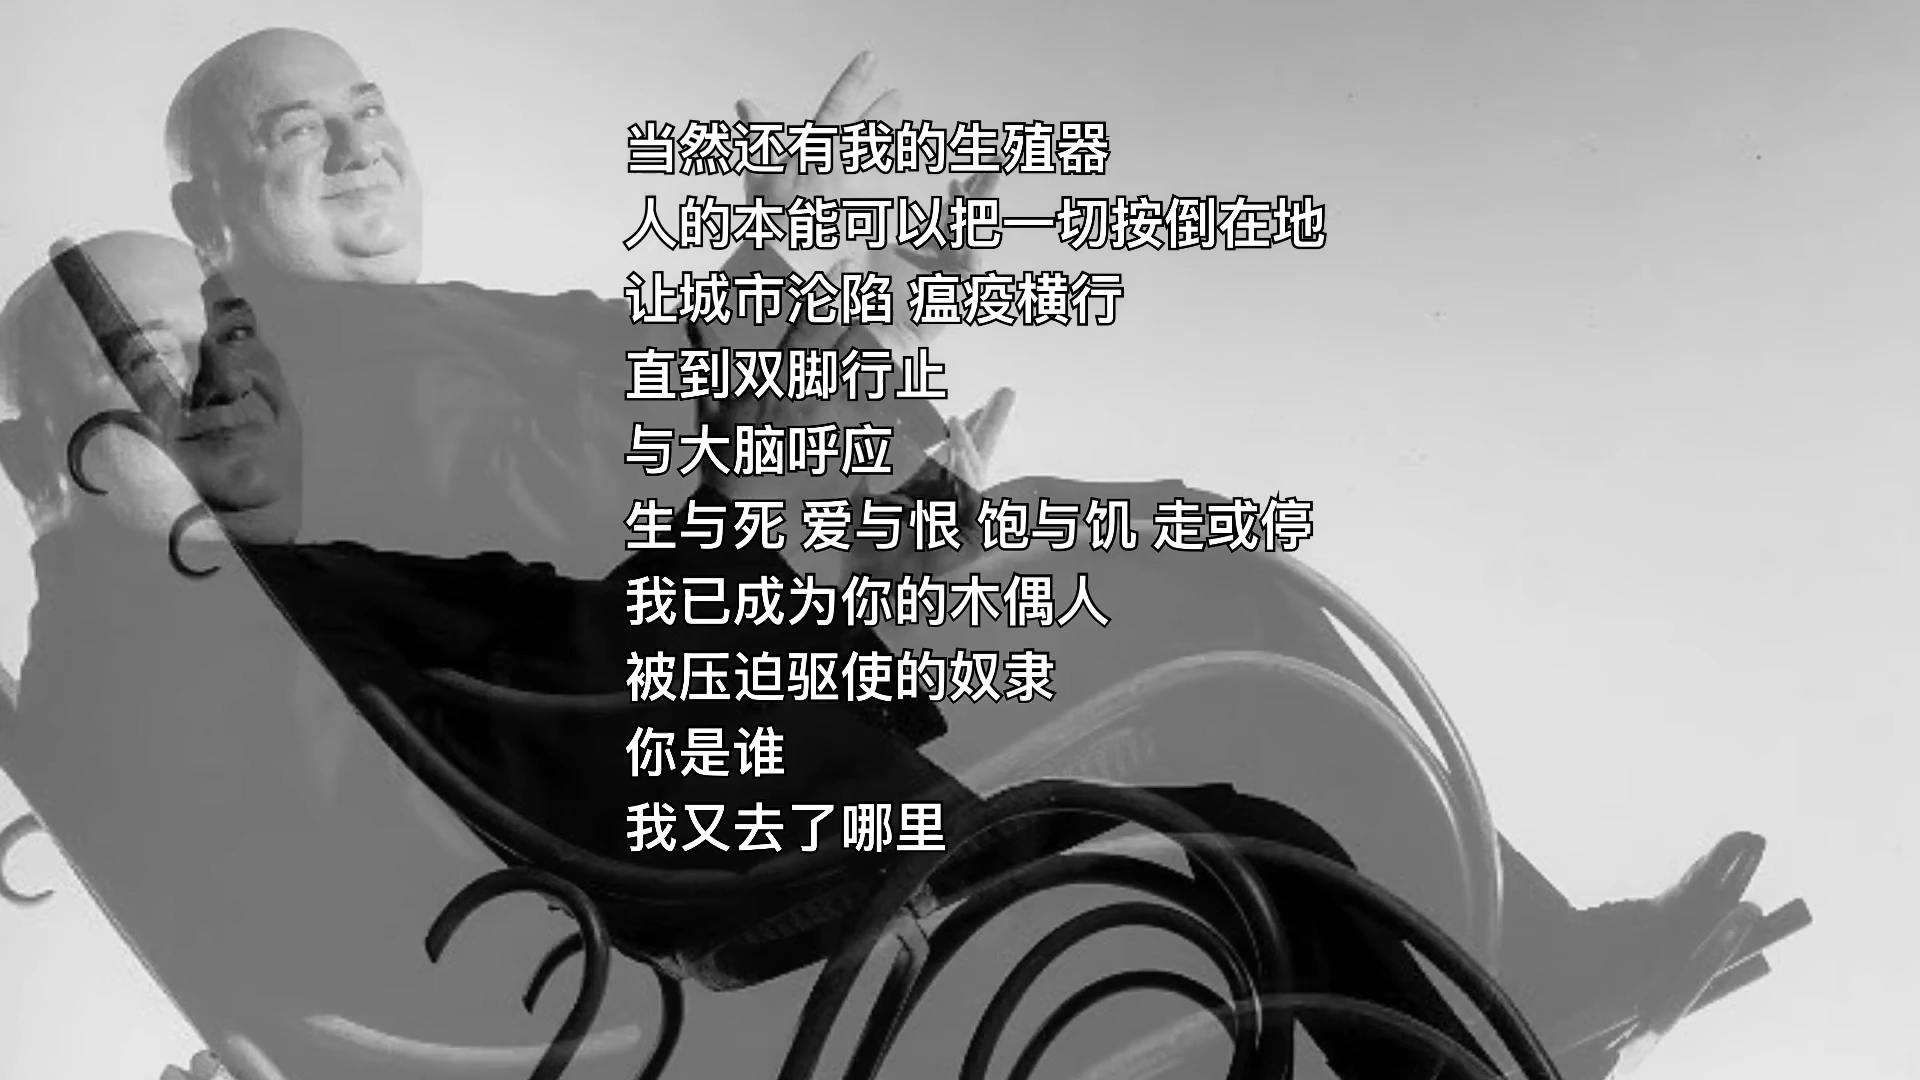 当然还有我的生殖器
人的本能可以把一切按倒在地
让城市沦陷 瘟疫横行
直到双脚行止
与大脑呼应
生与死 爱与恨 饱与饥 走或停
我已成为你的木偶人
被压迫驱使的奴隶
你是谁
我又去了哪里